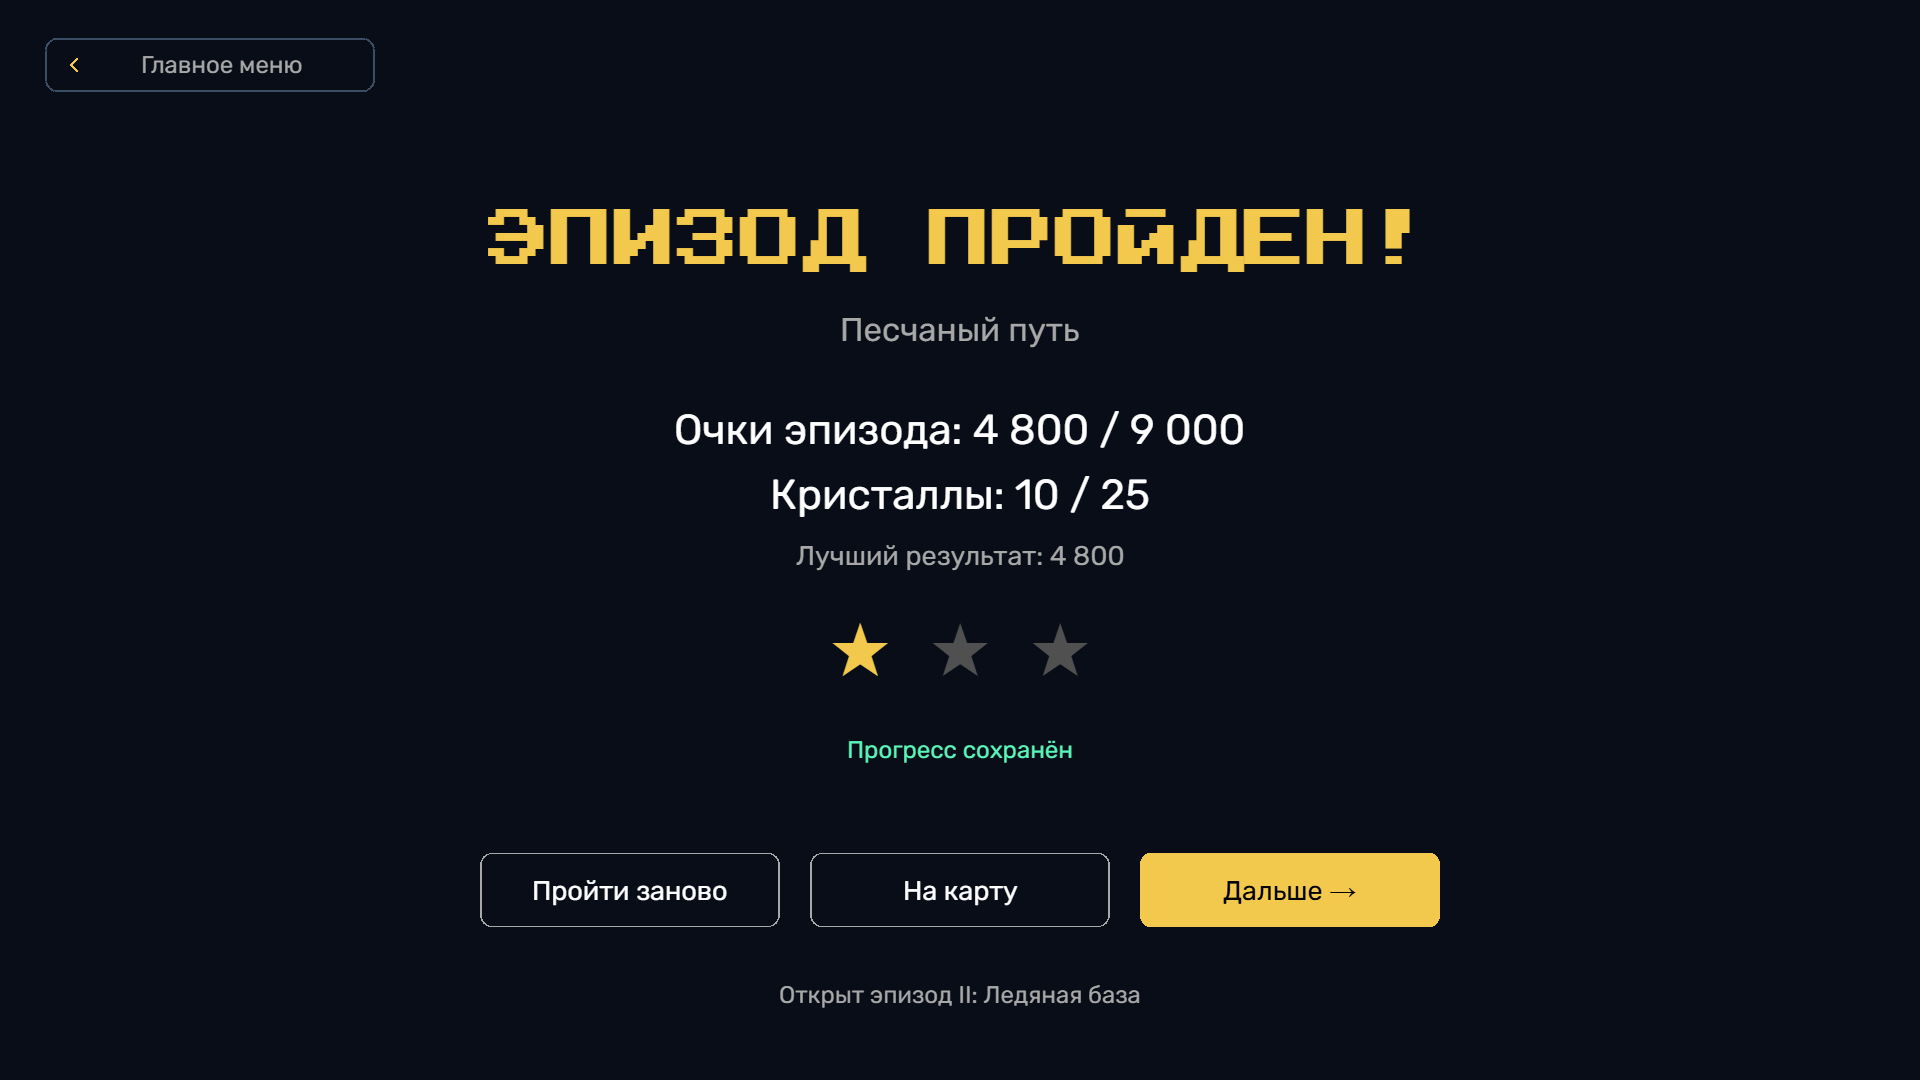 Главное меню
ЭПИЗОД ПРОЙДЕН!
Песчаный путь
Очки эпизода: 4 800 / 9 000
Кристаллы: 10 / 25
Лучший результат: 4 800
Прогресс сохранён
Пройти заново
На карту
Дальше →
Открыт эпизод II: Ледяная база